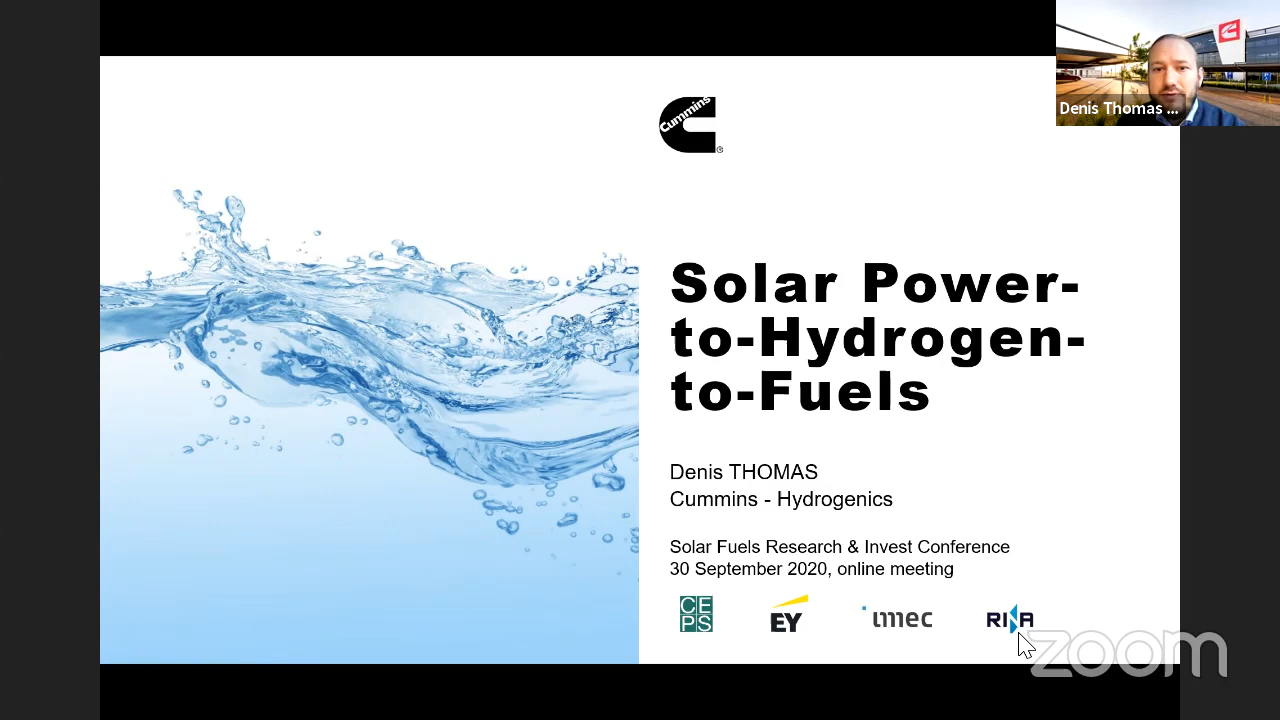 Cummins
Denis Thomas ...
Solar Power-
to-Hydrogen-
to-Fuels
Denis THOMAS
Cummins - Hydrogenics
Solar Fuels Research & Invest Conference
30 September 2020, online meeting
CE
PS
EY
imec
RINA
zoom